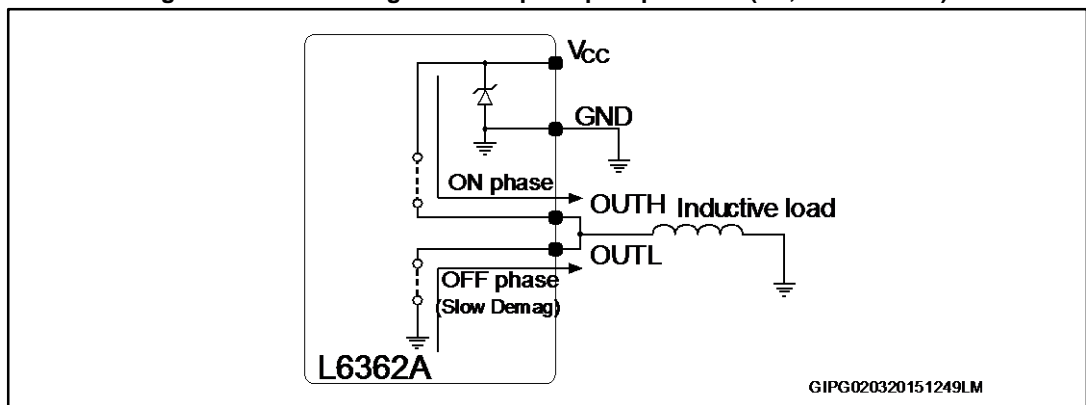 VCC
GND
ON phase
OUTH Inductive load
OUTL
OFF phase
(Slow Demag)
L6362A
GIPG020320151249LM